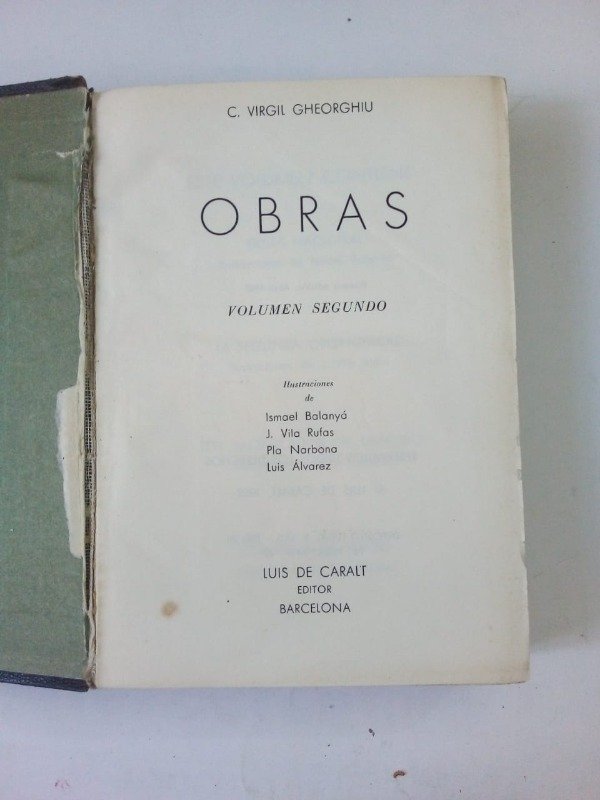 C. VIRGIL GHEORGHIU
OBRAS
VOLUMEN SEGUNDO
Ilustraciones
de
Ismael Balanyá
J. Vila Rufas
Pla Narbona
Luis Álvarez
LUIS DE CARALT
EDITOR
BARCELONA